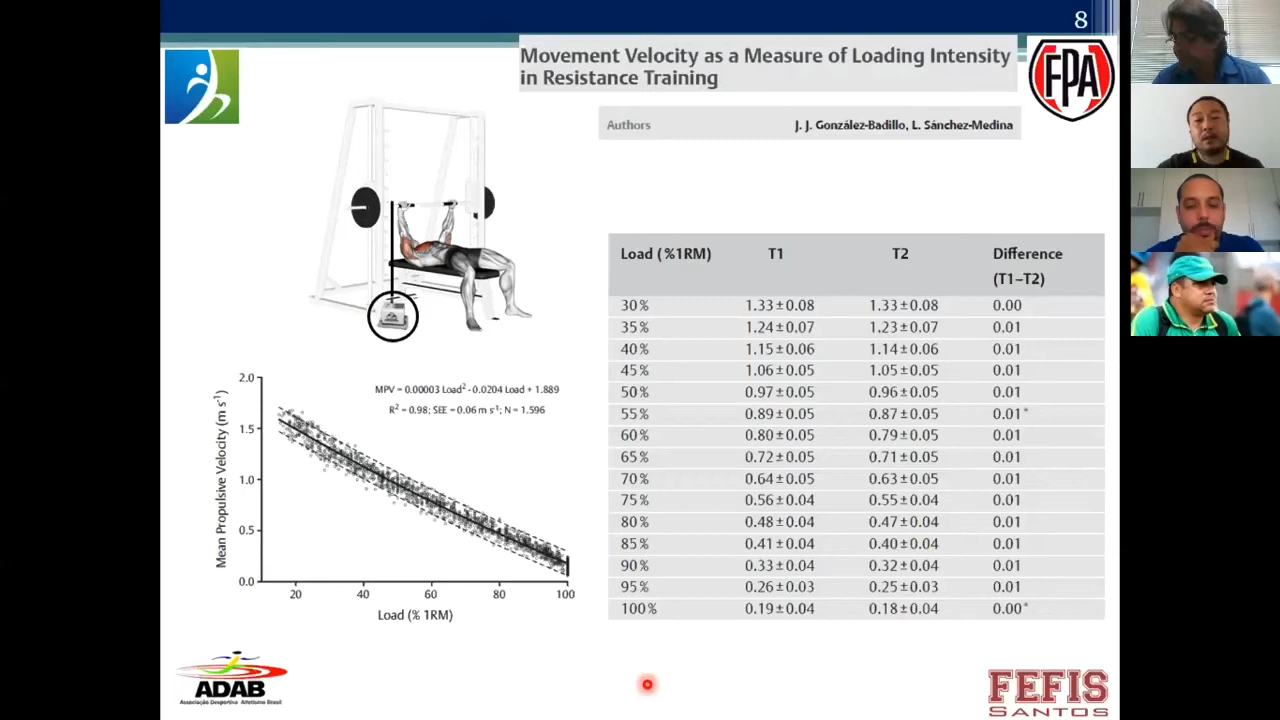 8
Movement Velocity as a Measure of Loading Intensity
in Resistance Training
FPA
Authors J. J. González-Badillo, L. Sánchez-Medina
Load (%1RM) T1 T2 Difference
(T1–T2)
30% 1.33±0.08 1.33±0.08 0.00
35% 1.24±0.07 1.23±0.07 0.01
40% 1.15±0.06 1.14±0.06 0.01
45% 1.06±0.05 1.05±0.05 0.01
50% 0.97±0.05 0.96±0.05 0.01
55% 0.89±0.05 0.87±0.05 0.01*
60% 0.80±0.05 0.79±0.05 0.01
65% 0.72±0.05 0.71±0.05 0.01
70% 0.64±0.05 0.63±0.05 0.01
75% 0.56±0.04 0.55±0.04 0.01
80% 0.48±0.04 0.47±0.04 0.01
85% 0.41±0.04 0.40±0.04 0.01
90% 0.33±0.04 0.32±0.04 0.01
95% 0.26±0.03 0.25±0.03 0.01
100% 0.19±0.04 0.18±0.04 0.00*
MPV = 0.00003 Load² - 0.0204 Load + 1.889
R² = 0.98; SEE = 0.06 m s⁻¹; N = 1.596
Mean Propulsive Velocity (m s⁻¹)
2.0
1.5
1.0
0.5
0.0
20 40 60 80 100
Load (% 1RM)
ADAB
Associação Desportiva Atletismo Brasil
FEFIS
SANTOS